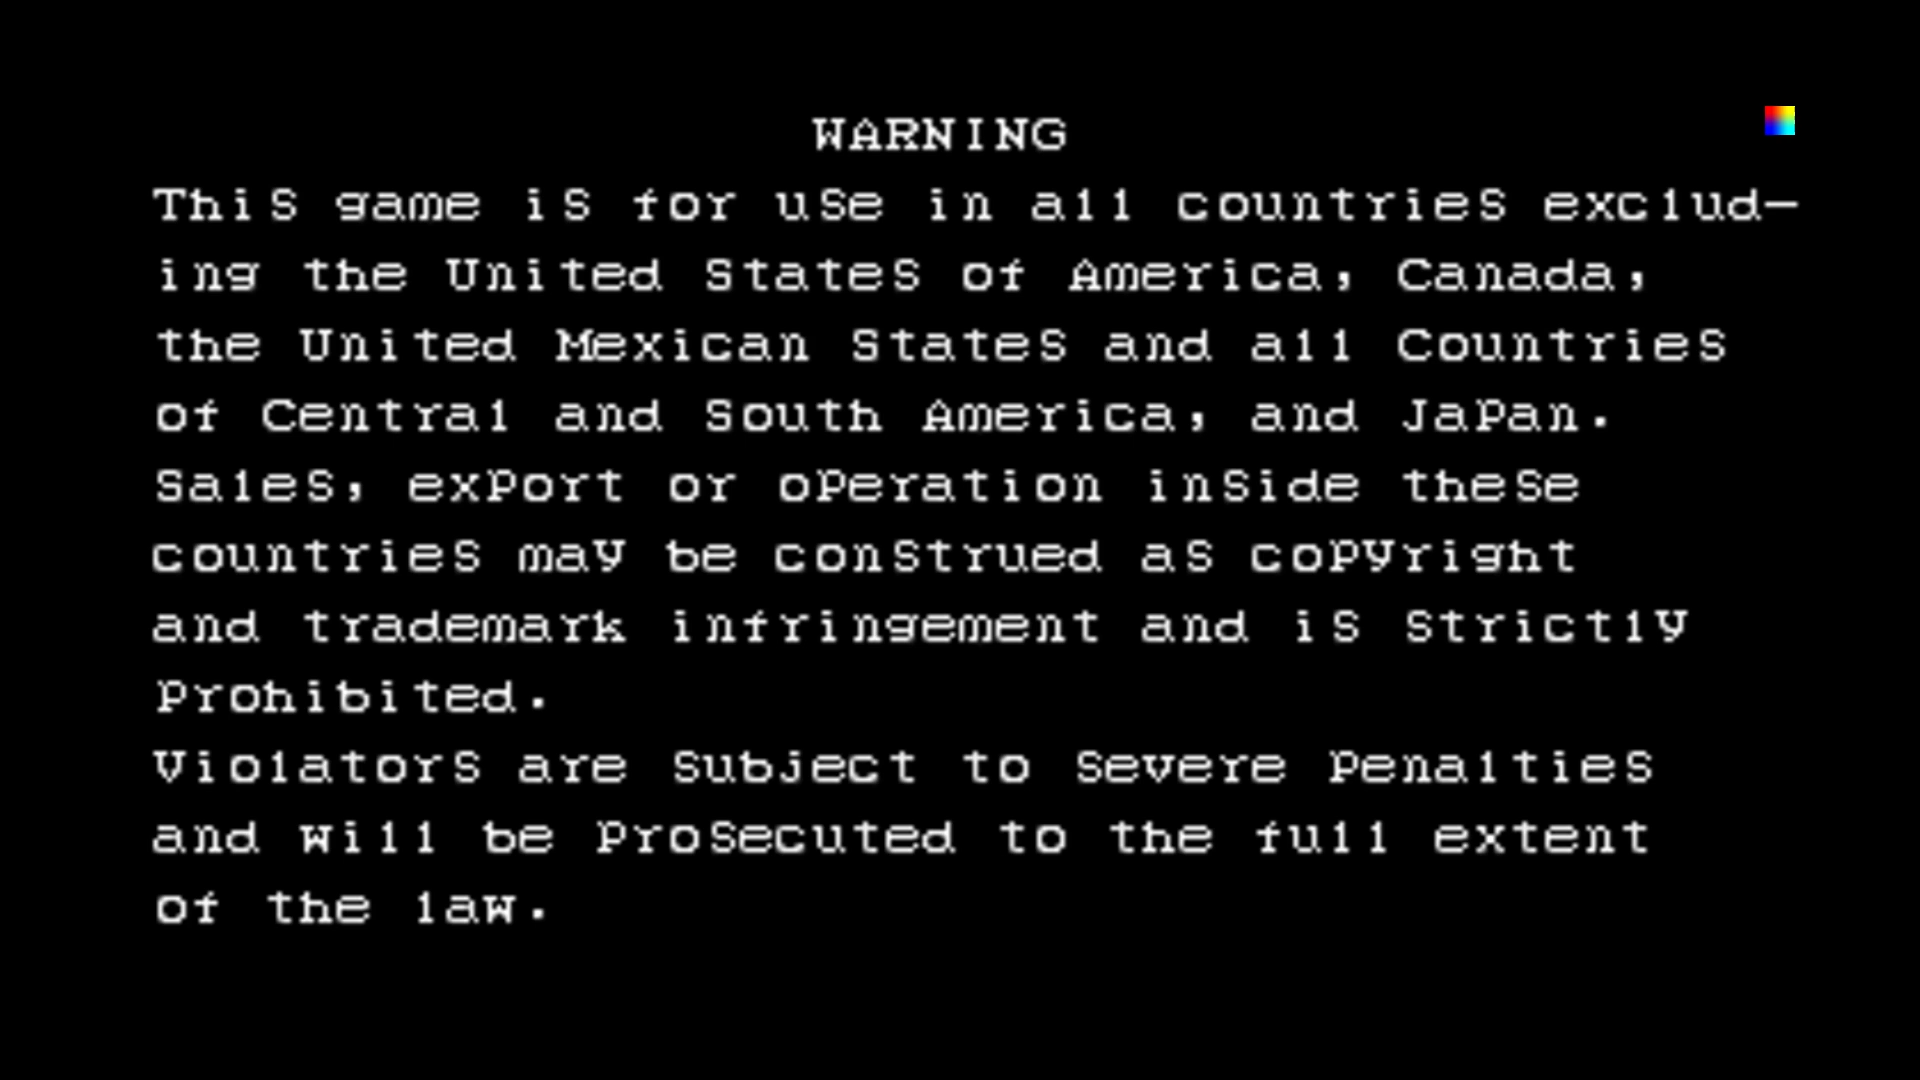 WARNING
This game is for use in all countries exclud-
ing the United States of America, Canada,
the United Mexican States and all Countries
of Central and South America, and Japan.
Sales, export or operation inside these
countries may be construed as copyright
and trademark infringement and is strictly
prohibited.
Violators are subject to severe penalties
and will be prosecuted to the full extent
of the law.